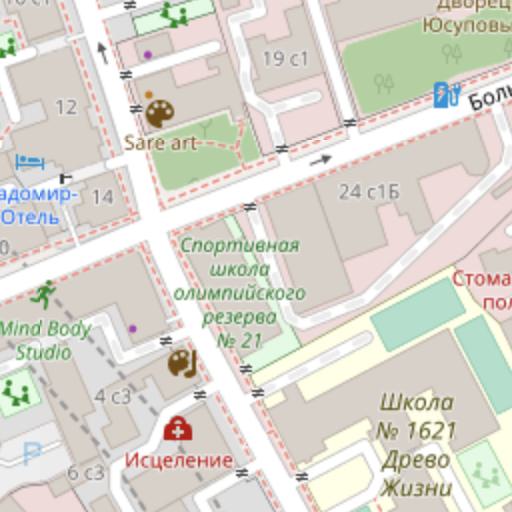 Дворец
Юсуповы
19 с1
12
Боль
Sare art
адомир-
Отель
14
24 с1Б
Спортивная
школа
олимпийского
резерва
№ 21
Стома
пол
Mind Body
Studio
4 с3
Школа
№ 1621
Древо
Жизни
P
Исцеление
6 с3